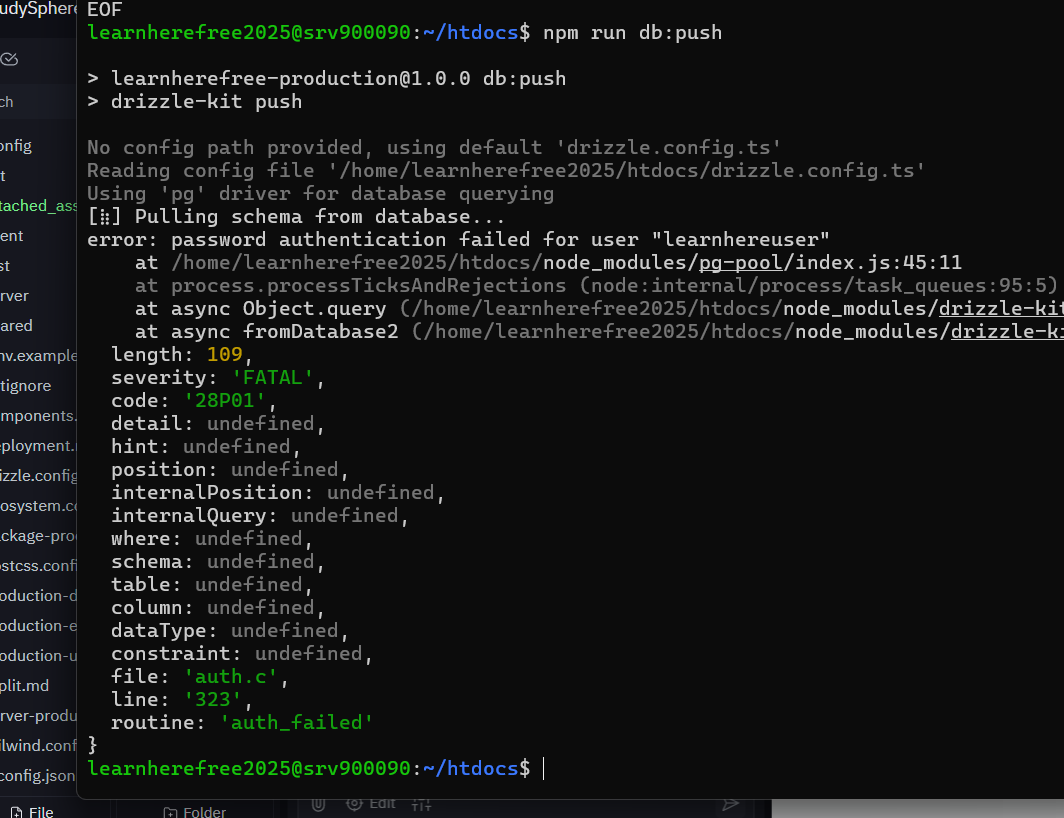 EOF
learnherefree2025@srv900090:~/htdocs$ npm run db:push
> learnherefree-production@1.0.0 db:push
> drizzle-kit push
No config path provided, using default 'drizzle.config.ts'
Reading config file '/home/learnherefree2025/htdocs/drizzle.config.ts'
Using 'pg' driver for database querying
[⣷] Pulling schema from database...
error: password authentication failed for user "learnhereuser"
    at /home/learnherefree2025/htdocs/node_modules/pg-pool/index.js:45:11
    at process.processTicksAndRejections (node:internal/process/task_queues:95:5)
    at async Object.query (/home/learnherefree2025/htdocs/node_modules/drizzle-kit
    at async fromDatabase2 (/home/learnherefree2025/htdocs/node_modules/drizzle-ki
  length: 109,
  severity: 'FATAL',
  code: '28P01',
  detail: undefined,
  hint: undefined,
  position: undefined,
  internalPosition: undefined,
  internalQuery: undefined,
  where: undefined,
  schema: undefined,
  table: undefined,
  column: undefined,
  dataType: undefined,
  constraint: undefined,
  file: 'auth.c',
  line: '323',
  routine: 'auth_failed'
}
learnherefree2025@srv900090:~/htdocs$
udySphere
ch
onfig
t
tached_ass
ent
st
rver
ared
nv.example
tignore
mponents.
eployment.
izzle.config
osystem.co
ckage-pro
ostcss.confi
oduction-d
oduction-e
oduction-u
plit.md
rver-produ
ilwind.conf
config.json
File
Folder
Edit